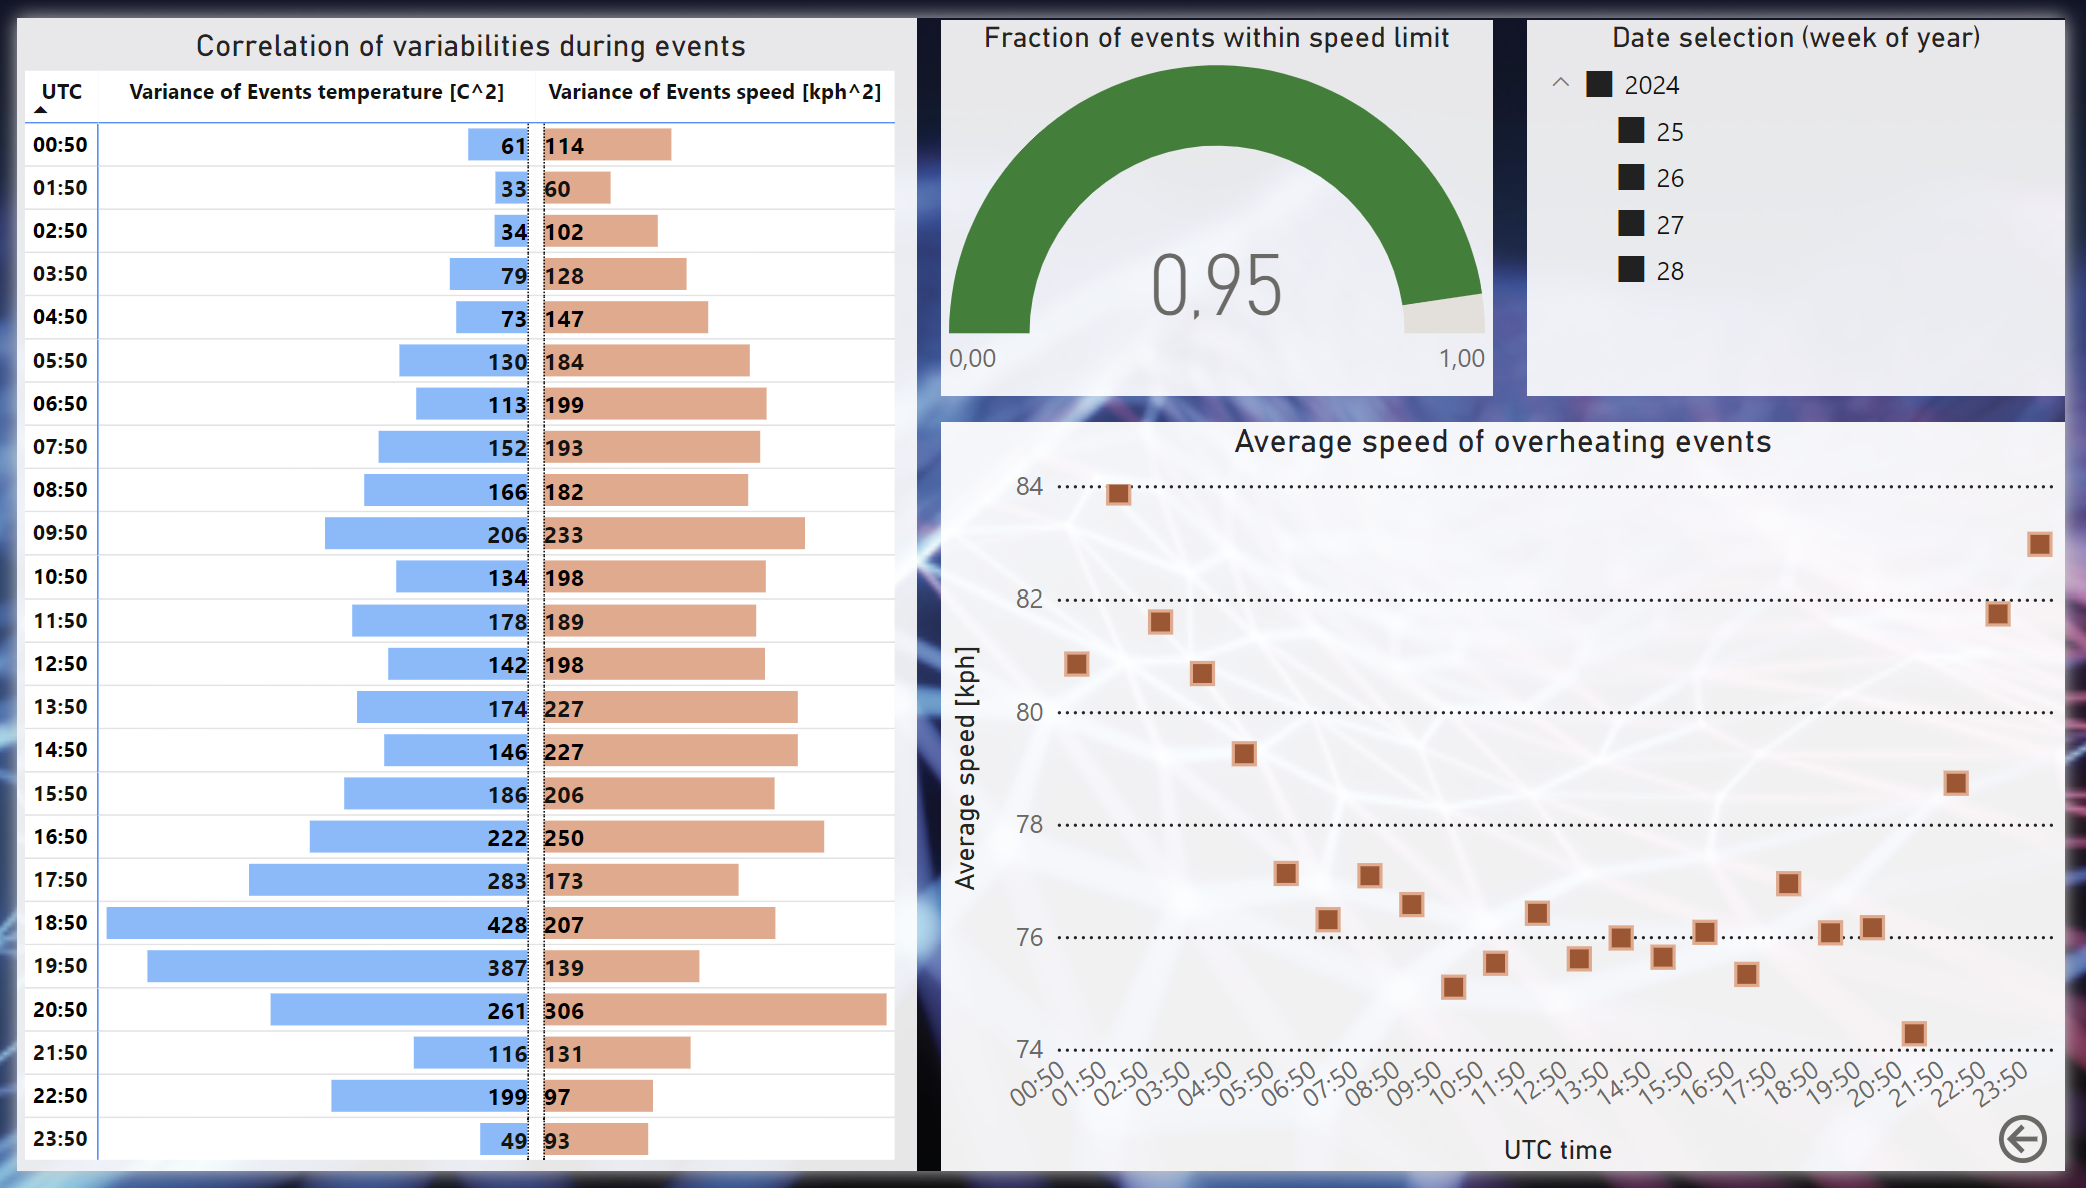 Correlation of variabilities during events
UTC Variance of Events temperature [C^2] Variance of Events speed [kph^2]
00:50 61 114
01:50 33 60
02:50 34 102
03:50 79 128
04:50 73 147
05:50 130 184
06:50 113 199
07:50 152 193
08:50 166 182
09:50 206 233
10:50 134 198
11:50 178 189
12:50 142 198
13:50 174 227
14:50 146 227
15:50 186 206
16:50 222 250
17:50 283 173
18:50 428 207
19:50 387 139
20:50 261 306
21:50 116 131
22:50 199 97
23:50 49 93
Fraction of events within speed limit
0,95
0,00 1,00
Date selection (week of year)
2024
25
26
27
28
Average speed of overheating events
Average speed [kph]
84
82
80
78
76
74
00:50 01:50 02:50 03:50 04:50 05:50 06:50 07:50 08:50 09:50 10:50 11:50 12:50 13:50 14:50 15:50 16:50 17:50 18:50 19:50 20:50 21:50 22:50 23:50
UTC time